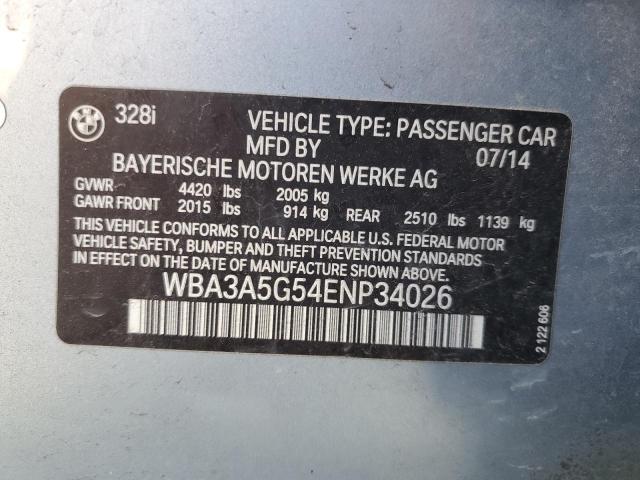 BMW 328i VEHICLE TYPE: PASSENGER CAR
MFD BY 07/14
BAYERISCHE MOTOREN WERKE AG
GVWR 4420 lbs 2005 kg
GAWR FRONT 2015 lbs 914 kg REAR 2510 lbs 1139 kg
THIS VEHICLE CONFORMS TO ALL APPLICABLE U.S. FEDERAL MOTOR
VEHICLE SAFETY, BUMPER AND THEFT PREVENTION STANDARDS
IN EFFECT ON THE DATE OF MANUFACTURE SHOWN ABOVE.
WBA3A5G54ENP34026
2 122 606